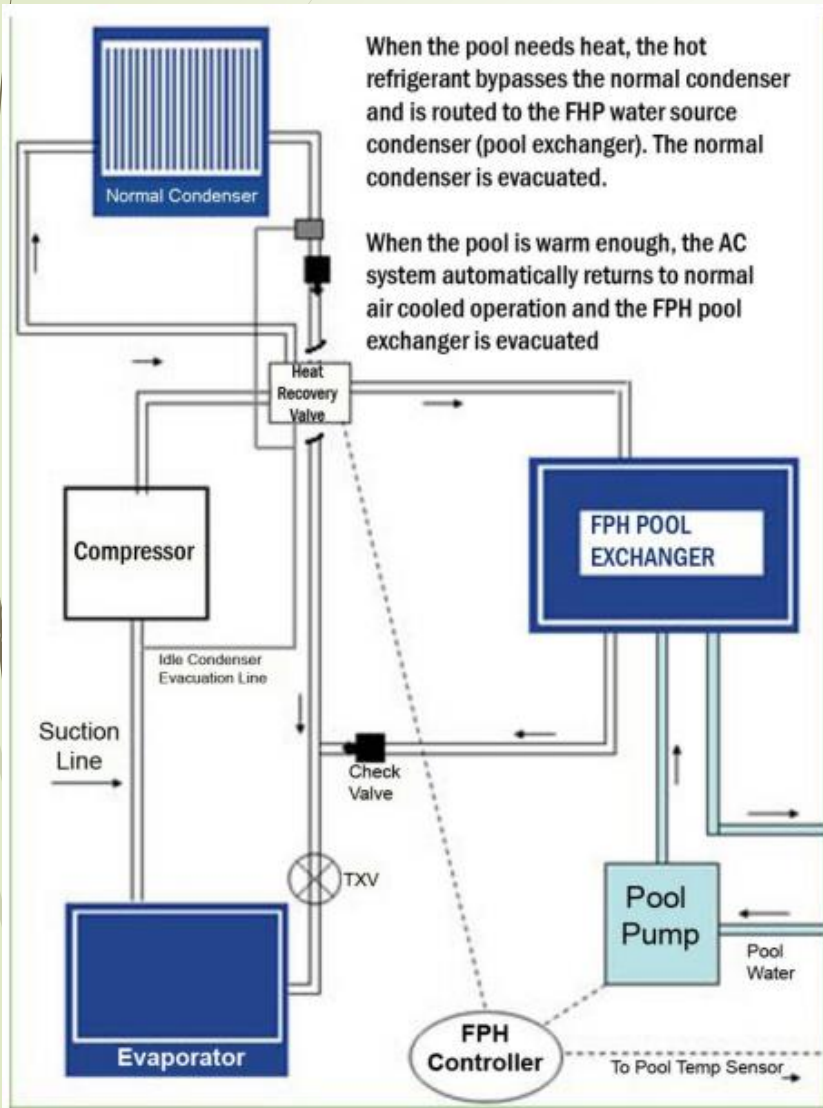 When the pool needs heat, the hot
refrigerant bypasses the normal condenser
and is routed to the FHP water source
condenser (pool exchanger). The normal
condenser is evacuated.
When the pool is warm enough, the AC
system automatically returns to normal
air cooled operation and the FPH pool
exchanger is evacuated
Normal Condenser
Heat
Recovery
Valve
Compressor
FPH POOL
EXCHANGER
Idle Condenser
Evacuation Line
Suction
Line
Check
Valve
TXV
Pool
Pump
Pool
Water
Evaporator
FPH
Controller
To Pool Temp Sensor